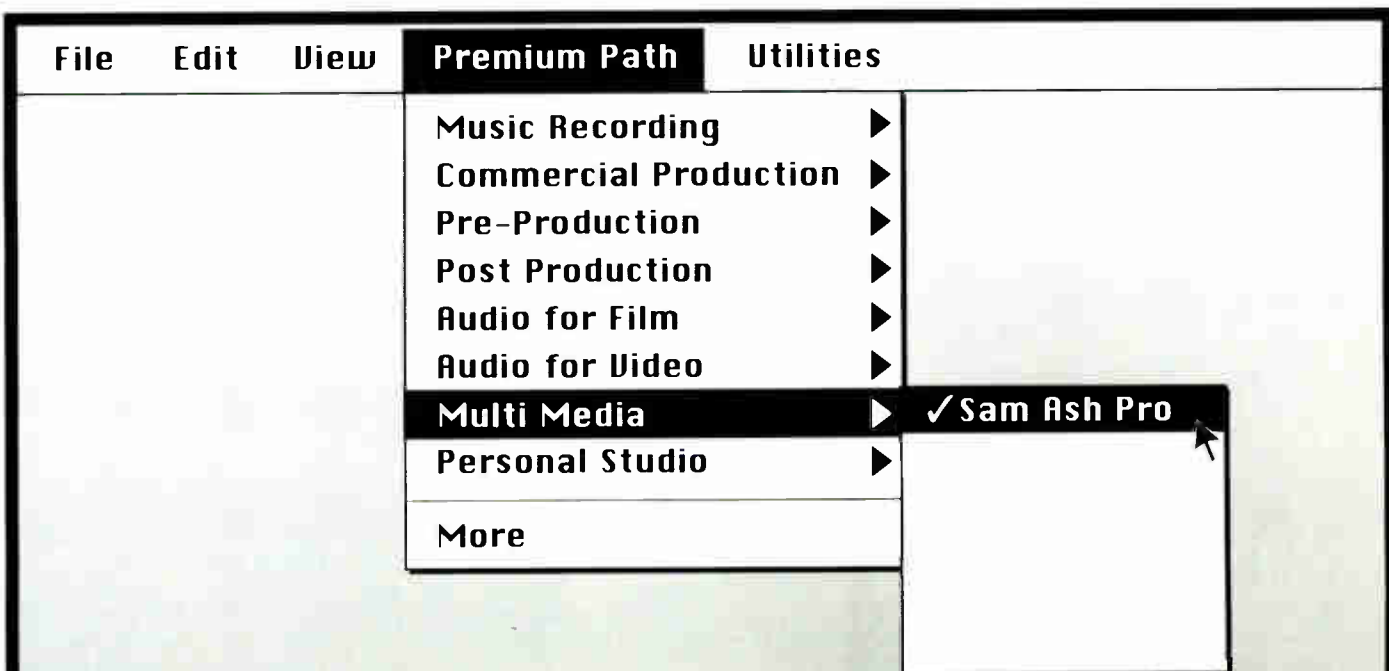 File Edit View Premium Path Utilities
Music Recording
Commercial Production
Pre-Production
Post Production
Audio for Film
Audio for Video
Multi Media ✓Sam Ash Pro
Personal Studio
More